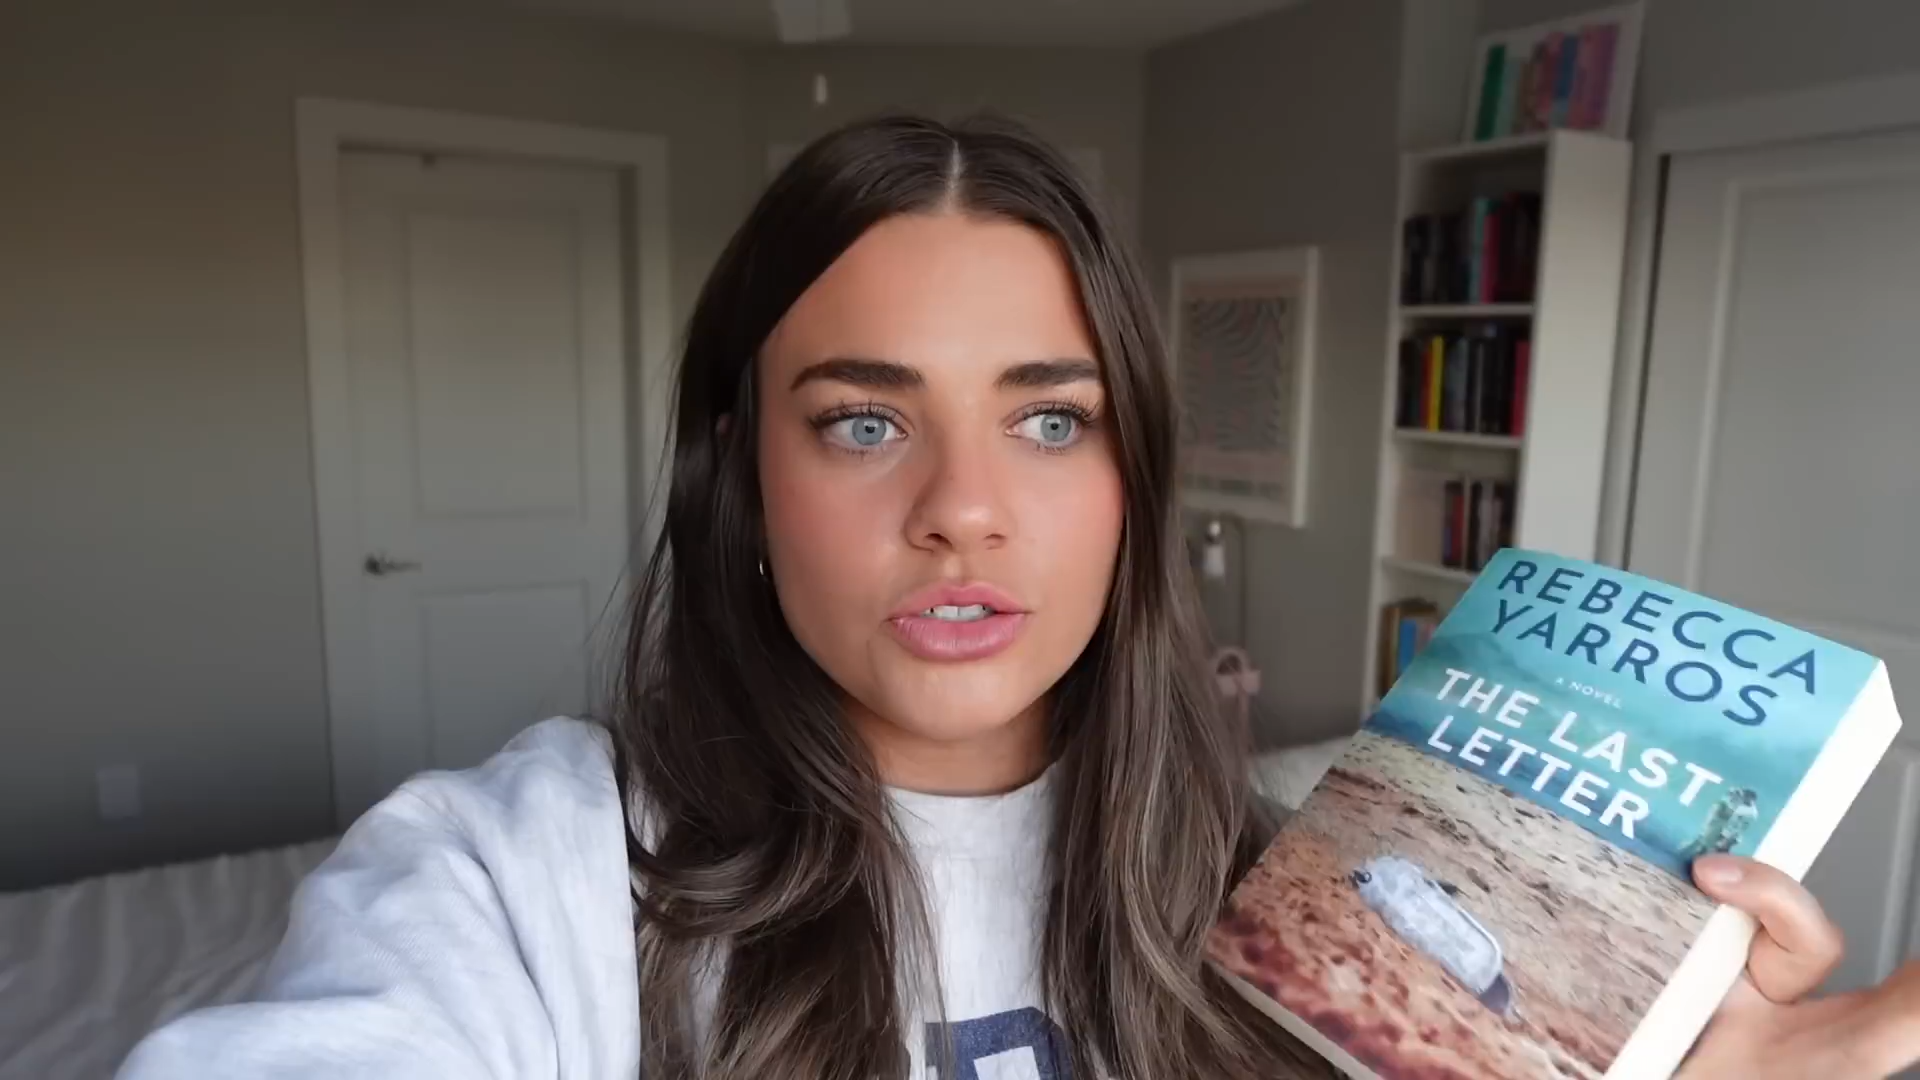 REBECCA
YARROS
A NOVEL
THE LAST
LETTER